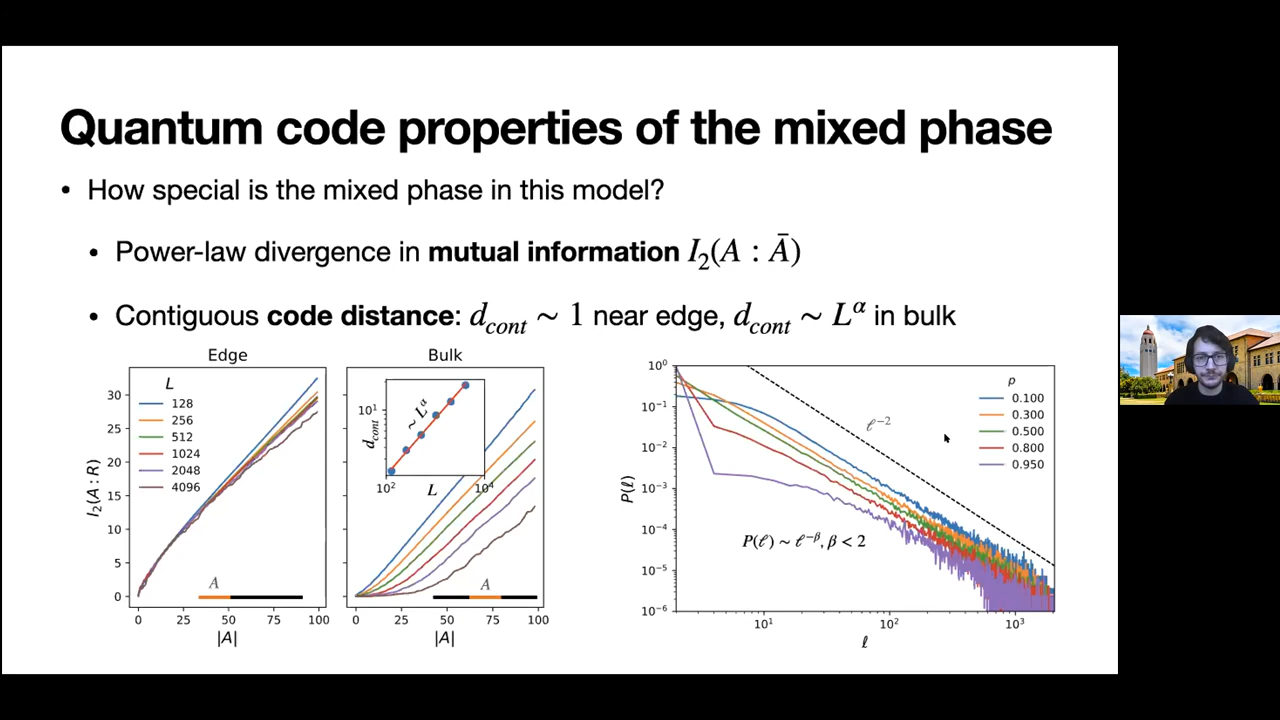 Quantum code properties of the mixed phase
• How special is the mixed phase in this model?
• Power-law divergence in mutual information I₂(A : Ā)
• Contiguous code distance: d_cont ∼ 1 near edge, d_cont ∼ L^α in bulk
Edge
I₂(A : R)
30
25
20
15
10
5
0
L
128
256
512
1024
2048
4096
A
0 25 50 75 100
|A|
Bulk
d_cont
10¹
∼ L^α
10² 10⁴
L
A
0 25 50 75 100
|A|
P(ℓ)
10⁰
10⁻¹
10⁻²
10⁻³
10⁻⁴
10⁻⁵
10⁻⁶
ℓ⁻²
p
0.100
0.300
0.500
0.800
0.950
P(ℓ) ∼ ℓ^−β, β < 2
10¹ 10² 10³
ℓ